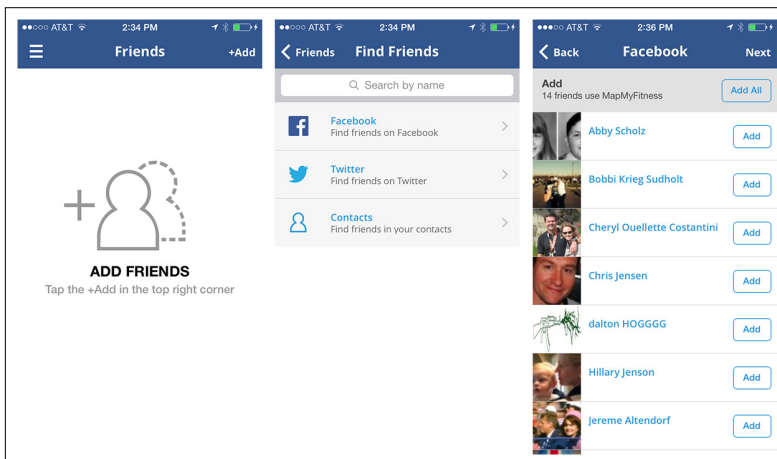 AT&T 2:34 PM
Friends +Add
ADD FRIENDS
Tap the +Add in the top right corner
AT&T 2:34 PM
Friends Find Friends
Search by name
Facebook
Find friends on Facebook
Twitter
Find friends on Twitter
Contacts
Find friends in your contacts
AT&T 2:36 PM
Back Facebook Next
Add
14 friends use MapMyFitness
Add All
Abby Scholz Add
Bobbi Krieg Sudholt Add
Cheryl Ouellette Costantini Add
Chris Jensen Add
dalton HOGGGG Add
Hillary Jenson Add
Jereme Altendorf Add